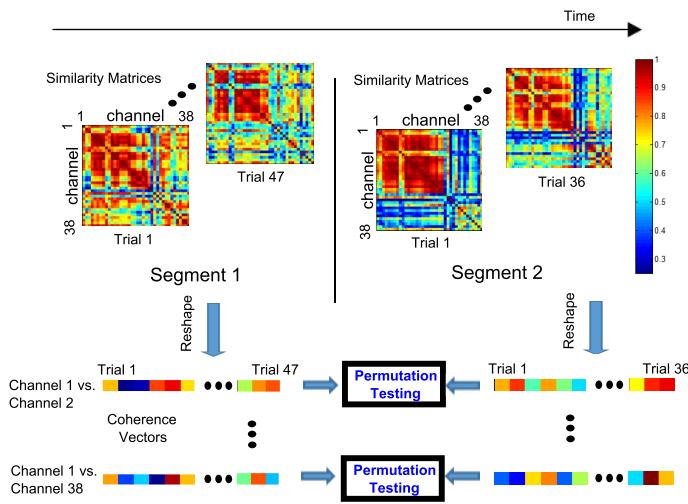 Time
Similarity Matrices
1
channel
38
1
channel
38
Trial 1
Trial 47
Segment 1
Similarity Matrices
1
channel
38
channel
38
Trial 1
Trial 36
Segment 2
1
0.9
0.8
0.7
0.6
0.5
0.4
0.3
Reshape
Reshape
Trial 1
Trial 47
Trial 1
Trial 36
Channel 1 vs.
Channel 2
Permutation
Testing
Coherence
Vectors
Channel 1 vs.
Channel 38
Permutation
Testing